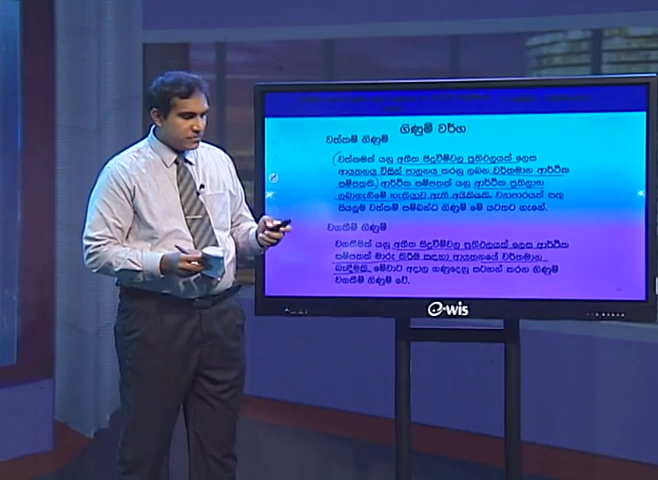 ගිණුම් වර්ග
වත්කම් ගිණුම්
(වත්කමක් යනු අතීත සිදුවීම්වල ප්‍රතිඵලයක් ලෙස
ආයතනය විසින් පාලනය කරනු ලබන වර්තමාන ආර්ථික
සම්පතකි.) ආර්ථික සම්පතක් යනු ආර්ථික ප්‍රතිලාභ
ලබාගැනීමේ හැකියාව ඇති අයිතියකි. ව්‍යාපාරයක් සතු
සියලුම වත්කම් සම්බන්ධ ගිණුම් මේ යටතට ගැනේ.
වගකීම් ගිණුම්
වගකීමක් යනු අතීත සිදුවීම්වල ප්‍රතිඵලයක් ලෙස ආර්ථික
සම්පතක් මාරු කිරීම සඳහා ආයතනයේ වර්තමාන
බැඳීමකි. මේවාට අදාල ගණුදෙනු සටහන් කරන ගිණුම්
වගකීම් ගිණුම් වේ.
e-wis